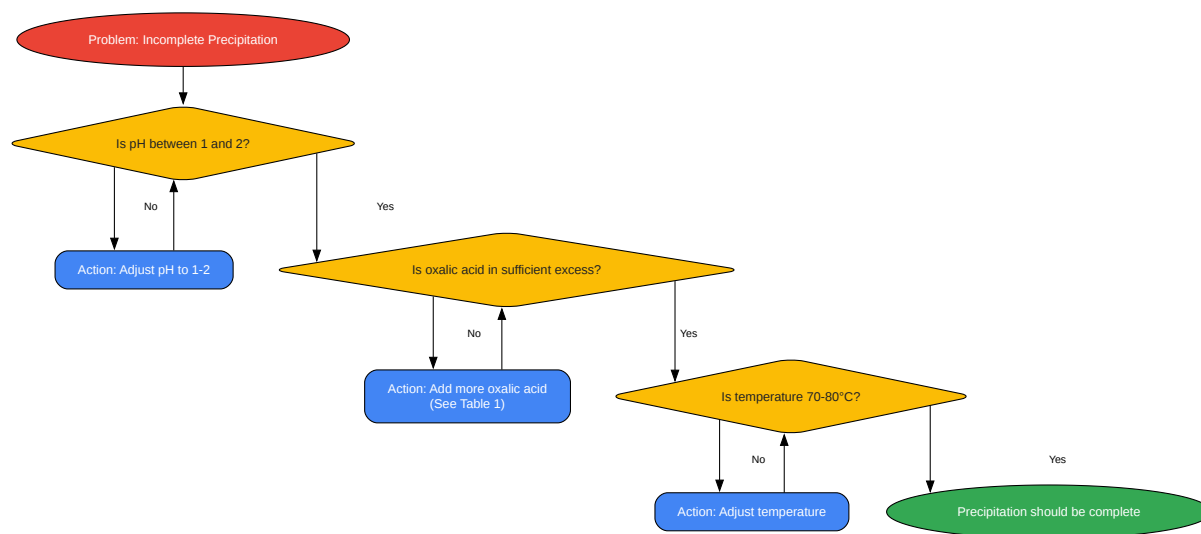 Problem: Incomplete Precipitation
Is pH between 1 and 2?
No
Yes
Action: Adjust pH to 1-2
Is oxalic acid in sufficient excess?
No
Yes
Action: Add more oxalic acid
(See Table 1)
Is temperature 70-80°C?
No
Yes
Action: Adjust temperature
Precipitation should be complete